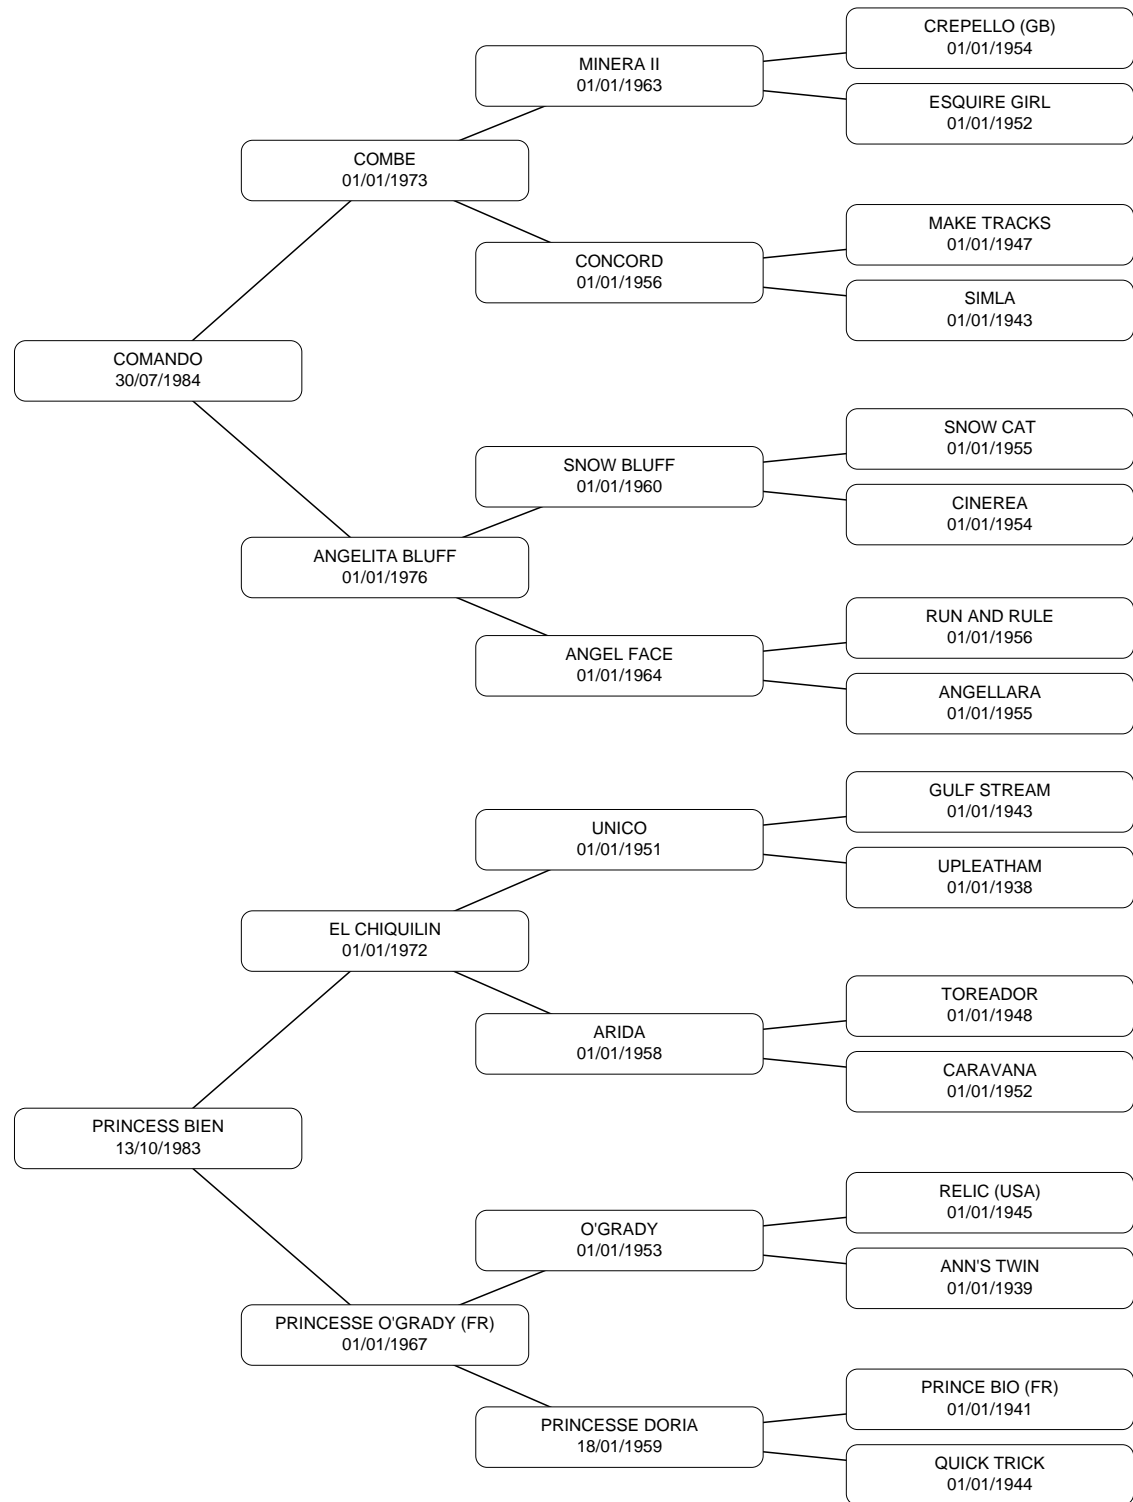 CREPELLO (GB)
01/01/1954
MINERA II
01/01/1963
ESQUIRE GIRL
01/01/1952
COMBE
01/01/1973
MAKE TRACKS
01/01/1947
CONCORD
01/01/1956
SIMLA
01/01/1943
COMANDO
30/07/1984
SNOW CAT
01/01/1955
SNOW BLUFF
01/01/1960
CINEREA
01/01/1954
ANGELITA BLUFF
01/01/1976
RUN AND RULE
01/01/1956
ANGEL FACE
01/01/1964
ANGELLARA
01/01/1955
GULF STREAM
01/01/1943
UNICO
01/01/1951
UPLEATHAM
01/01/1938
EL CHIQUILIN
01/01/1972
TOREADOR
01/01/1948
ARIDA
01/01/1958
CARAVANA
01/01/1952
PRINCESS BIEN
13/10/1983
RELIC (USA)
01/01/1945
O'GRADY
01/01/1953
ANN'S TWIN
01/01/1939
PRINCESSE O'GRADY (FR)
01/01/1967
PRINCE BIO (FR)
01/01/1941
PRINCESSE DORIA
18/01/1959
QUICK TRICK
01/01/1944